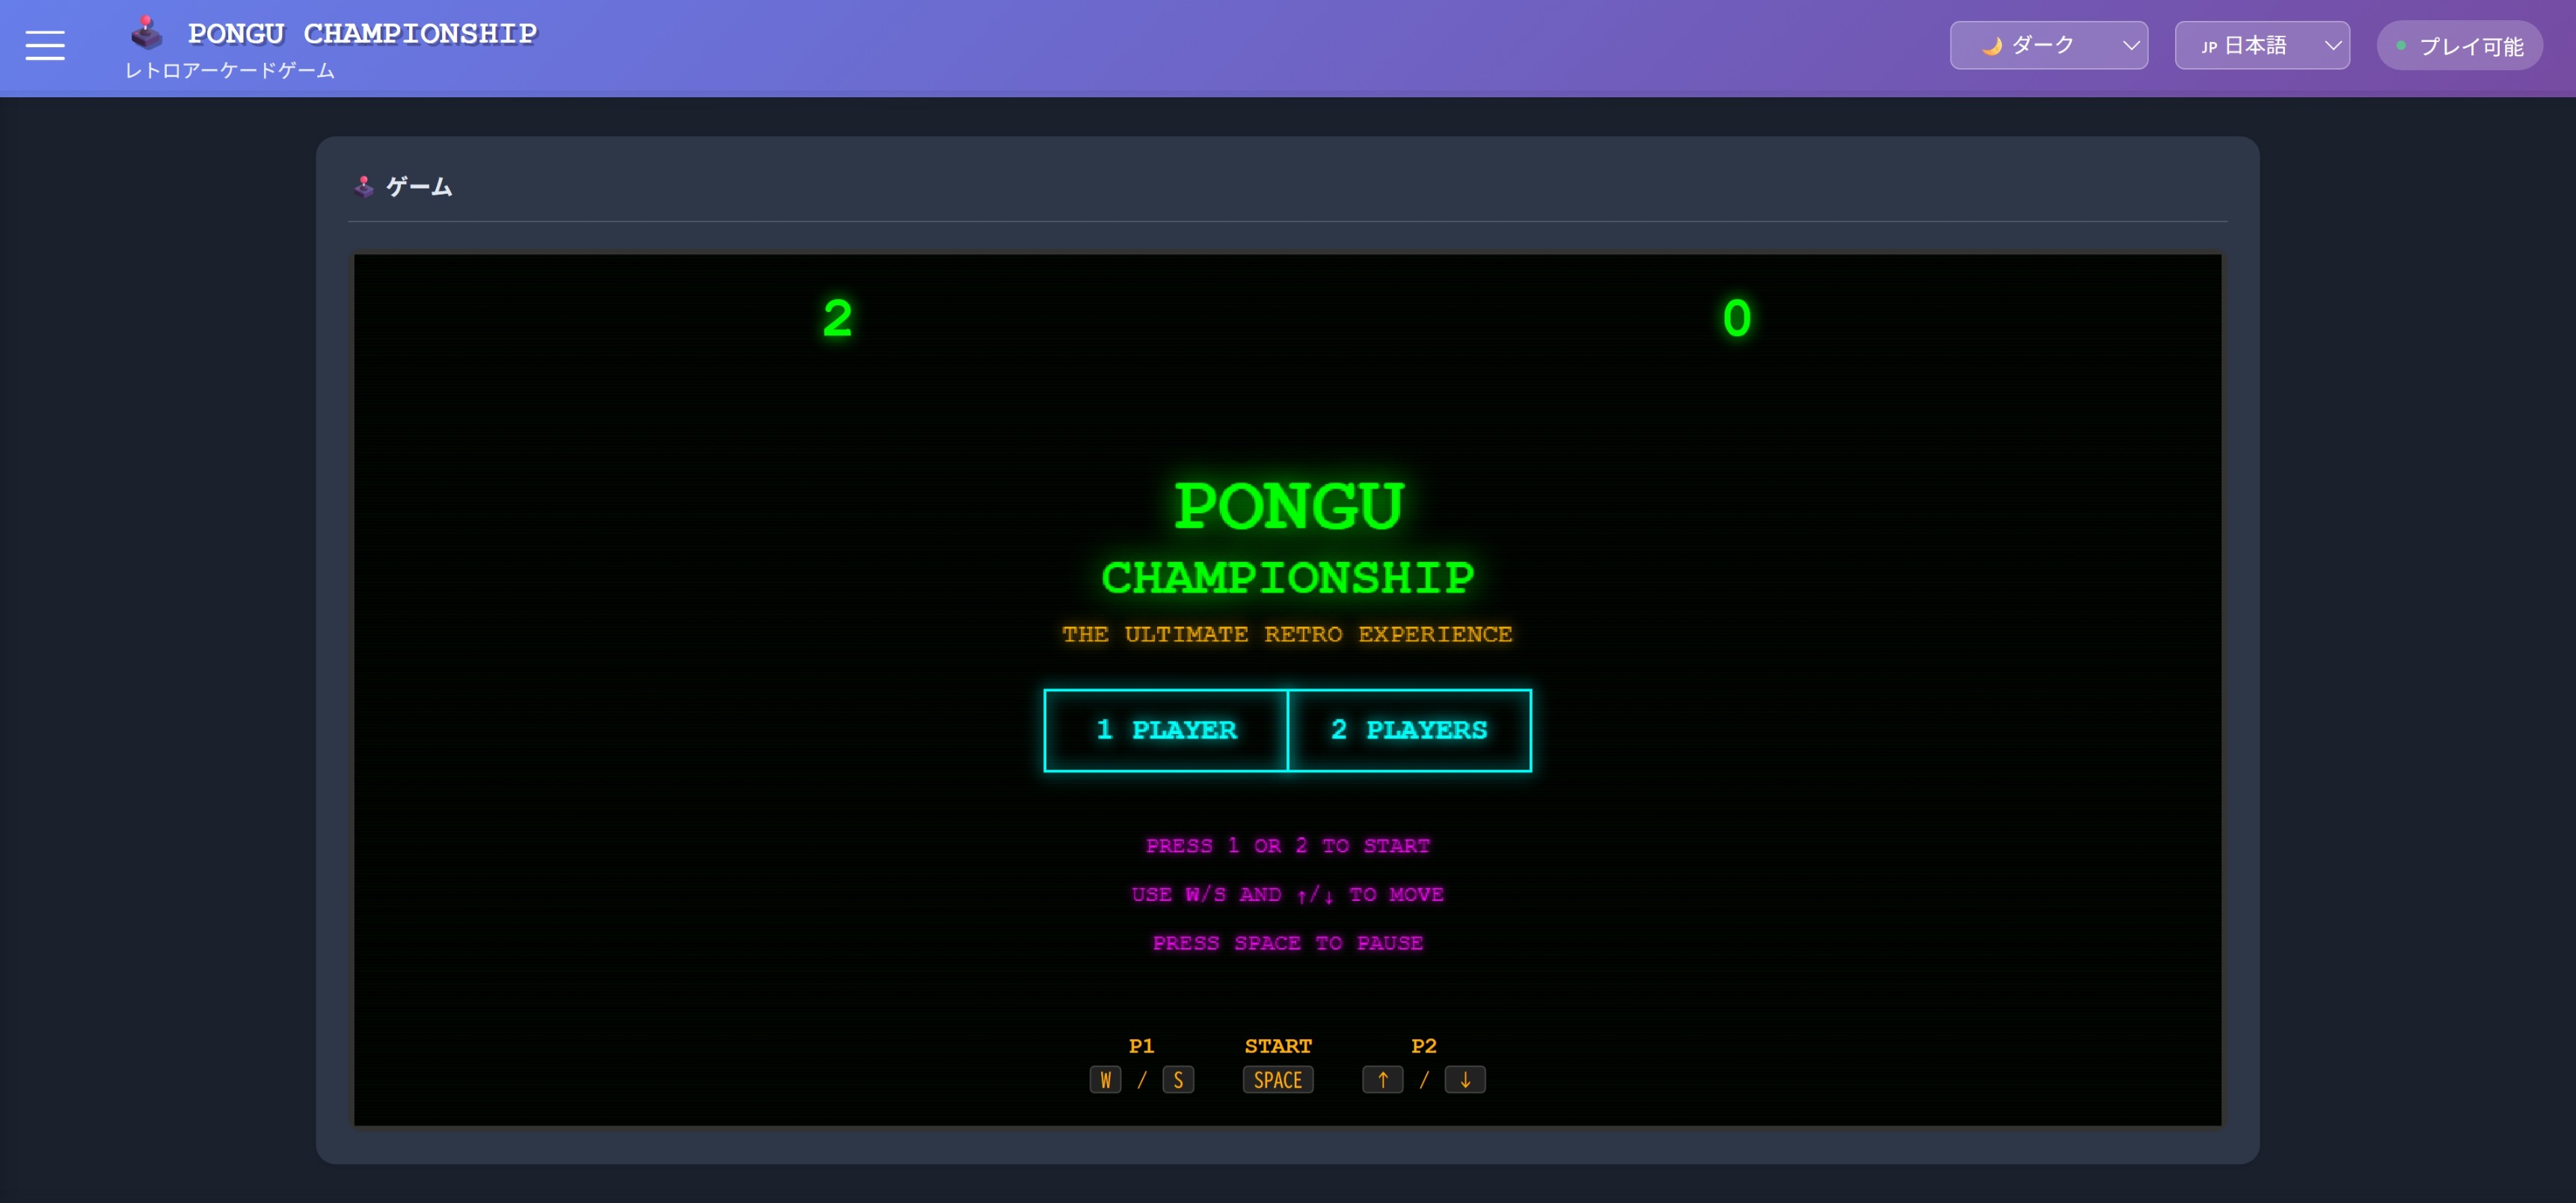 PONGU CHAMPIONSHIP
レトロアーケードゲーム
ダーク
JP 日本語
プレイ可能
ゲーム
2 0
PONGU
CHAMPIONSHIP
THE ULTIMATE RETRO EXPERIENCE
1 PLAYER 2 PLAYERS
PRESS 1 OR 2 TO START
USE W/S AND ↑/↓ TO MOVE
PRESS SPACE TO PAUSE
P1 START P2
W / S SPACE ↑ / ↓